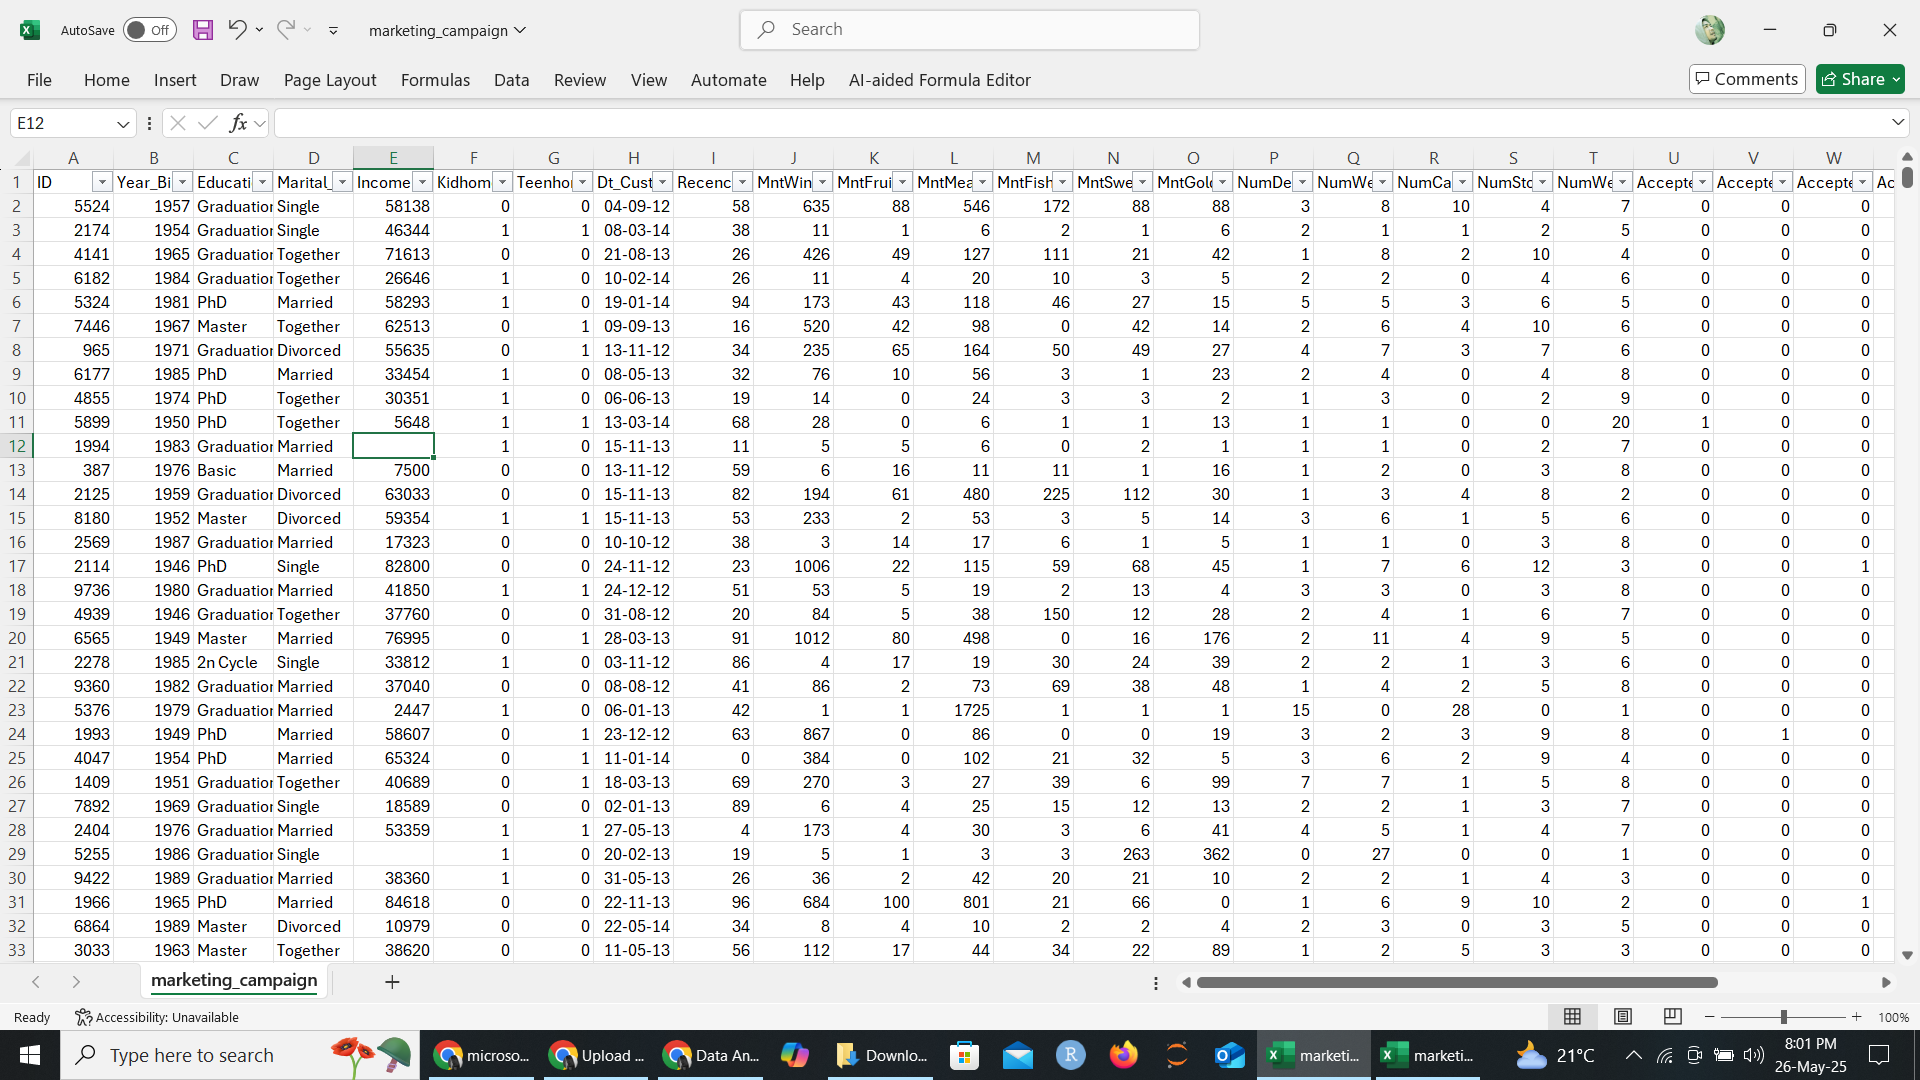 AutoSave Off marketing_campaign Search
File Home Insert Draw Page Layout Formulas Data Review View Automate Help AI-aided Formula Editor Comments Share
E12 fx
A B C D E F G H I J K L M N O P Q R S T U V W
1 ID Year_Bi Educati Marital_ Income Kidhom Teenho Dt_Cust Recenc MntWin MntFrui MntMea MntFish MntSwe MntGol NumDe NumWe NumCa NumSto NumWe Accepte Accepte Accepte Ac
2 5524 1957 Graduation Single 58138 0 0 04-09-12 58 635 88 546 172 88 88 3 8 10 4 7 0 0 0
3 2174 1954 Graduation Single 46344 1 1 08-03-14 38 11 1 6 2 1 6 2 1 1 2 5 0 0 0
4 4141 1965 Graduation Together 71613 0 0 21-08-13 26 426 49 127 111 21 42 1 8 2 10 4 0 0 0
5 6182 1984 Graduation Together 26646 1 0 10-02-14 26 11 4 20 10 3 5 2 2 0 4 6 0 0 0
6 5324 1981 PhD Married 58293 1 0 19-01-14 94 173 43 118 46 27 15 5 5 3 6 5 0 0 0
7 7446 1967 Master Together 62513 0 1 09-09-13 16 520 42 98 0 42 14 2 6 4 10 6 0 0 0
8 965 1971 Graduation Divorced 55635 0 1 13-11-12 34 235 65 164 50 49 27 4 7 3 7 6 0 0 0
9 6177 1985 PhD Married 33454 1 0 08-05-13 32 76 10 56 3 1 23 2 4 0 4 8 0 0 0
10 4855 1974 PhD Together 30351 1 0 06-06-13 19 14 0 24 3 3 2 1 3 0 2 9 0 0 0
11 5899 1950 PhD Together 5648 1 1 13-03-14 68 28 0 6 1 1 13 1 1 0 0 20 1 0 0
12 1994 1983 Graduation Married 1 0 15-11-13 11 5 5 6 0 2 1 1 1 0 2 7 0 0 0
13 387 1976 Basic Married 7500 0 0 13-11-12 59 6 16 11 11 1 16 1 2 0 3 8 0 0 0
14 2125 1959 Graduation Divorced 63033 0 0 15-11-13 82 194 61 480 225 112 30 1 3 4 8 2 0 0 0
15 8180 1952 Master Divorced 59354 1 1 15-11-13 53 233 2 53 3 5 14 3 6 1 5 6 0 0 0
16 2569 1987 Graduation Married 17323 0 0 10-10-12 38 3 14 17 6 1 5 1 1 0 3 8 0 0 0
17 2114 1946 PhD Single 82800 0 0 24-11-12 23 1006 22 115 59 68 45 1 7 6 12 3 0 0 1
18 9736 1980 Graduation Married 41850 1 1 24-12-12 51 53 5 19 2 13 4 3 3 0 3 8 0 0 0
19 4939 1946 Graduation Together 37760 0 0 31-08-12 20 84 5 38 150 12 28 2 4 1 6 7 0 0 0
20 6565 1949 Master Married 76995 0 1 28-03-13 91 1012 80 498 0 16 176 2 11 4 9 5 0 0 0
21 2278 1985 2n Cycle Single 33812 1 0 03-11-12 86 4 17 19 30 24 39 2 2 1 3 6 0 0 0
22 9360 1982 Graduation Married 37040 0 0 08-08-12 41 86 2 73 69 38 48 1 4 2 5 8 0 0 0
23 5376 1979 Graduation Married 2447 1 0 06-01-13 42 1 1 1725 1 1 1 15 0 28 0 1 0 0 0
24 1993 1949 PhD Married 58607 0 1 23-12-12 63 867 0 86 0 0 19 3 2 3 9 8 0 1 0
25 4047 1954 PhD Married 65324 0 1 11-01-14 0 384 0 102 21 32 5 3 6 2 9 4 0 0 0
26 1409 1951 Graduation Together 40689 0 1 18-03-13 69 270 3 27 39 6 99 7 7 1 5 8 0 0 0
27 7892 1969 Graduation Single 18589 0 0 02-01-13 89 6 4 25 15 12 13 2 2 1 3 7 0 0 0
28 2404 1976 Graduation Married 53359 1 1 27-05-13 4 173 4 30 3 6 41 4 5 1 4 7 0 0 0
29 5255 1986 Graduation Single 1 0 20-02-13 19 5 1 3 3 263 362 0 27 0 0 1 0 0 0
30 9422 1989 Graduation Married 38360 1 0 31-05-13 26 36 2 42 20 21 10 2 2 1 4 3 0 0 0
31 1966 1965 PhD Married 84618 0 0 22-11-13 96 684 100 801 21 66 0 1 6 9 10 2 0 0 1
32 6864 1989 Master Divorced 10979 0 0 22-05-14 34 8 4 10 2 2 4 2 3 0 3 5 0 0 0
33 3033 1963 Master Together 38620 0 0 11-05-13 56 112 17 44 34 22 89 1 2 5 3 3 0 0 0
marketing_campaign
Ready Accessibility: Unavailable 100%
Type here to search microso... Upload ... Data An... Downlo... R marketi... marketi... 21°C 8:01 PM
26-May-25